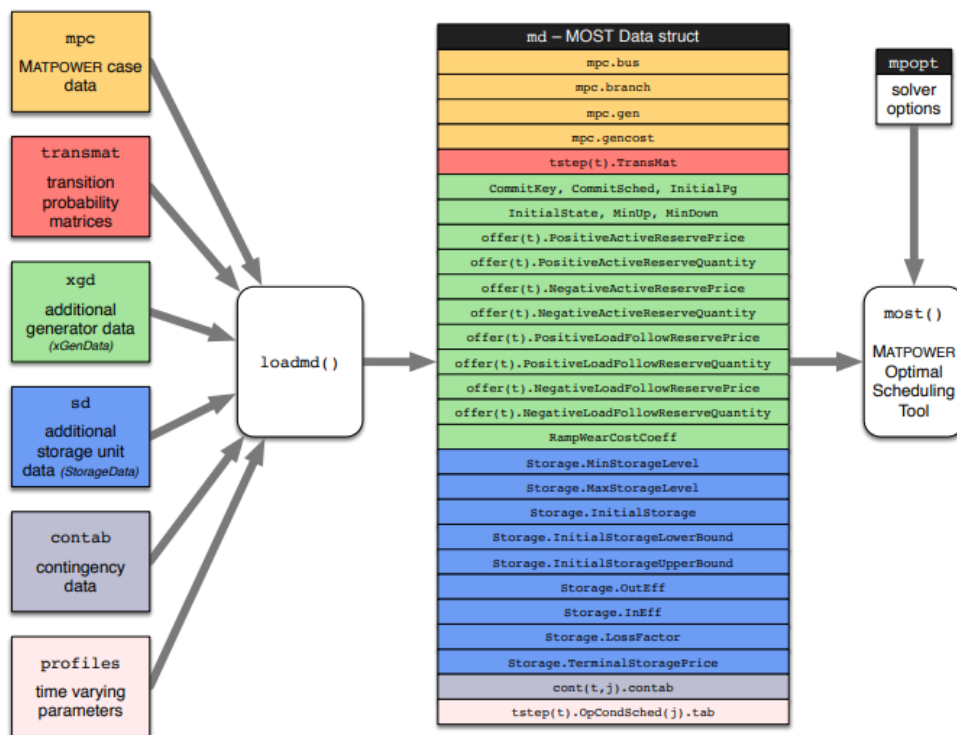 mpc
MATPOWER case
data
transmat
transition
probability
matrices
xgd
additional
generator data
(xGenData)
sd
additional
storage unit
data (StorageData)
contab
contingency
data
profiles
time varying
parameters
loadmd()
md – MOST Data struct
mpc.bus
mpc.branch
mpc.gen
mpc.gencost
tstep(t).TransMat
CommitKey, CommitSched, InitialPg
InitialState, MinUp, MinDown
offer(t).PositiveActiveReservePrice
offer(t).PositiveActiveReserveQuantity
offer(t).NegativeActiveReservePrice
offer(t).NegativeActiveReserveQuantity
offer(t).PositiveLoadFollowReservePrice
offer(t).PositiveLoadFollowReserveQuantity
offer(t).NegativeLoadFollowReservePrice
offer(t).NegativeLoadFollowReserveQuantity
RampWearCostCoeff
Storage.MinStorageLevel
Storage.MaxStorageLevel
Storage.InitialStorage
Storage.InitialStorageLowerBound
Storage.InitialStorageUpperBound
Storage.OutEff
Storage.InEff
Storage.LossFactor
Storage.TerminalStoragePrice
cont(t,j).contab
tstep(t).OpCondSched(j).tab
mpopt
solver
options
most()
MATPOWER
Optimal
Scheduling
Tool